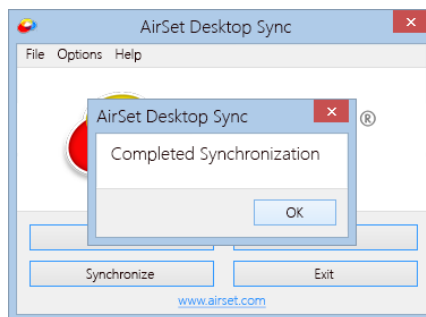 AirSet Desktop Sync
File Options Help
AirSet Desktop Sync
®
Completed Synchronization
OK
Synchronize Exit
www.airset.com